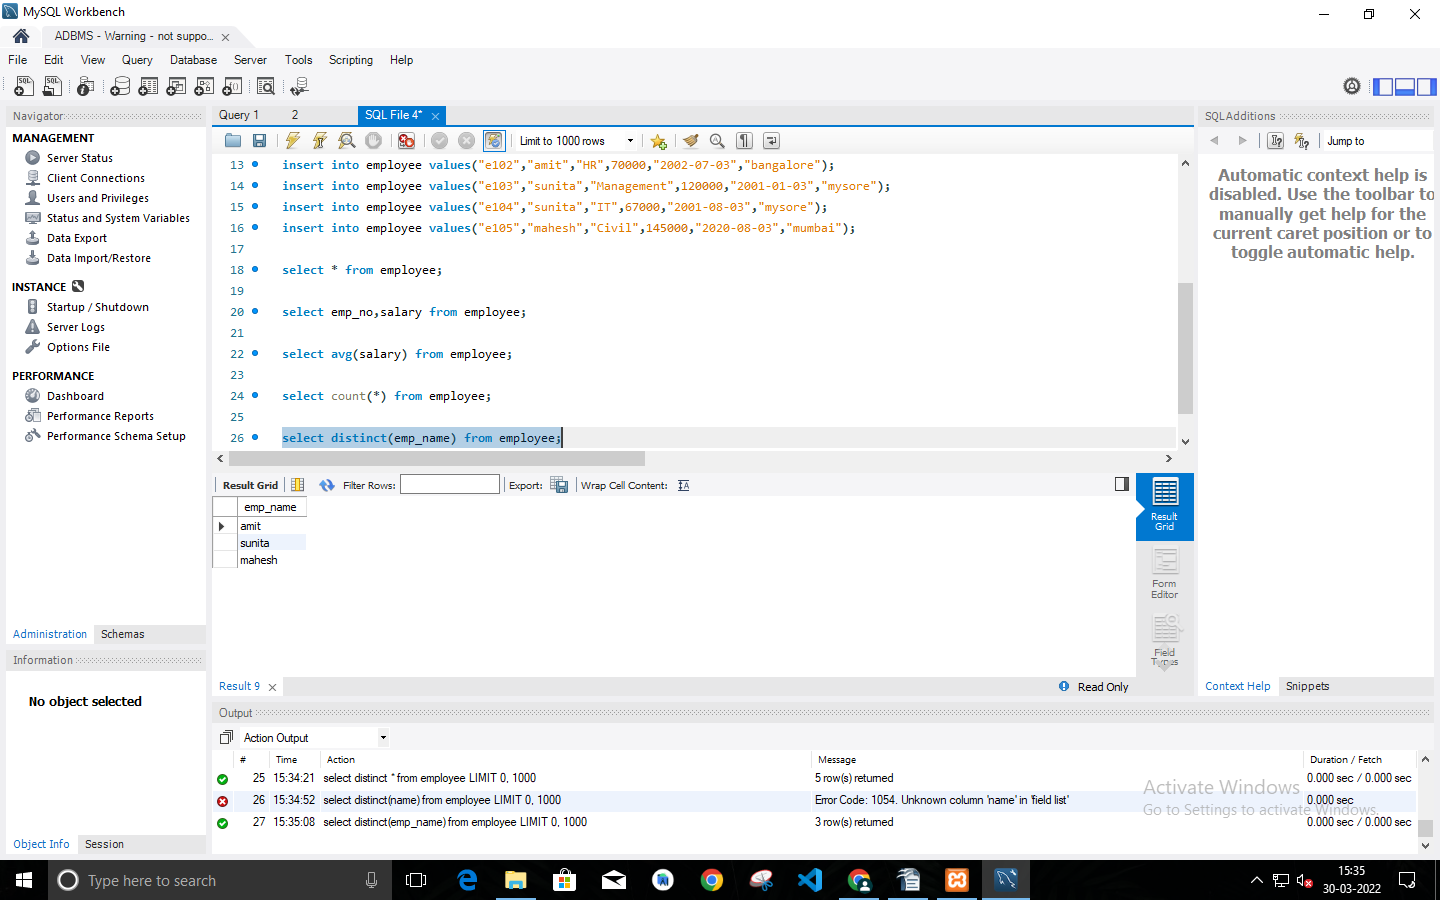 MySQL Workbench
ADBMS - Warning - not suppo...
File Edit View Query Database Server Tools Scripting Help
Navigator
MANAGEMENT
Server Status
Client Connections
Users and Privileges
Status and System Variables
Data Export
Data Import/Restore
INSTANCE
Startup / Shutdown
Server Logs
Options File
PERFORMANCE
Dashboard
Performance Reports
Performance Schema Setup
Administration Schemas
Information
No object selected
Object Info Session
Query 1 2 SQL File 4*
Limit to 1000 rows
13 insert into employee values("e102","amit","HR",70000,"2002-07-03","bangalore");
14 insert into employee values("e103","sunita","Management",120000,"2001-01-03","mysore");
15 insert into employee values("e104","sunita","IT",67000,"2001-08-03","mysore");
16 insert into employee values("e105","mahesh","Civil",145000,"2020-08-03","mumbai");
17
18 select * from employee;
19
20 select emp_no,salary from employee;
21
22 select avg(salary) from employee;
23
24 select count(*) from employee;
25
26 select distinct(emp_name) from employee;
Result Grid Filter Rows: Export: Wrap Cell Content:
emp_name
amit
sunita
mahesh
Result Grid
Form Editor
Field Types
Result 9 Read Only
SQLAdditions
Jump to
Automatic context help is
disabled. Use the toolbar to
manually get help for the
current caret position or to
toggle automatic help.
Context Help Snippets
Output
Action Output
# Time Action Message Duration / Fetch
25 15:34:21 select distinct * from employee LIMIT 0, 1000 5 row(s) returned 0.000 sec / 0.000 sec
26 15:34:52 select distinct(name) from employee LIMIT 0, 1000 Error Code: 1054. Unknown column 'name' in 'field list' 0.000 sec
27 15:35:08 select distinct(emp_name) from employee LIMIT 0, 1000 3 row(s) returned 0.000 sec / 0.000 sec
Activate Windows
Go to Settings to activate Windows.
Type here to search
15:35
30-03-2022